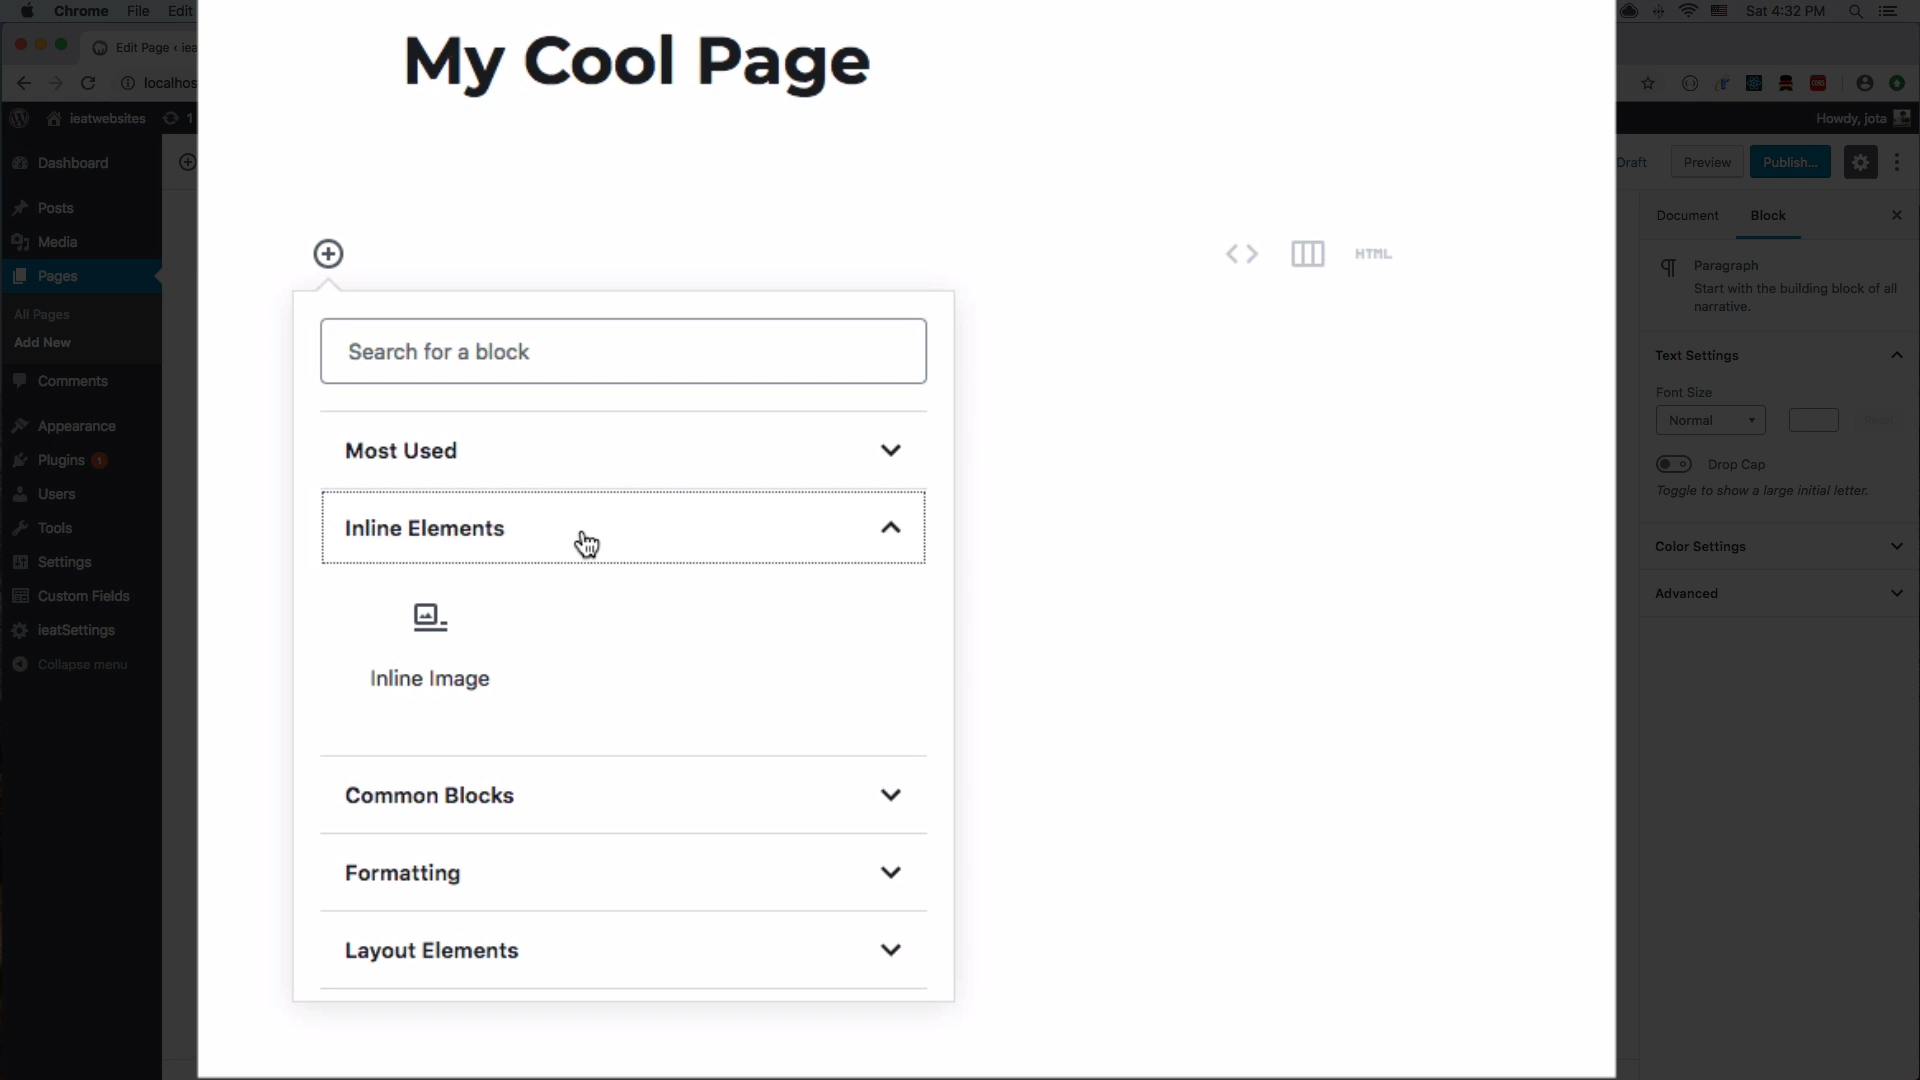 Chrome File Edit
Sat 4:32 PM
Edit Page ‹ iea
localhos
ieatwebsites 1
Howdy, jota
Dashboard
Posts
Media
Pages
All Pages
Add New
Comments
Appearance
Plugins 1
Users
Tools
Settings
Custom Fields
ieatSettings
Collapse menu
My Cool Page
HTML
Search for a block
Most Used
Inline Elements
Inline Image
Common Blocks
Formatting
Layout Elements
Draft
Preview
Publish...
Document
Block
Paragraph
Start with the building block of all
narrative.
Text Settings
Font Size
Normal
Drop Cap
Toggle to show a large initial letter.
Color Settings
Advanced